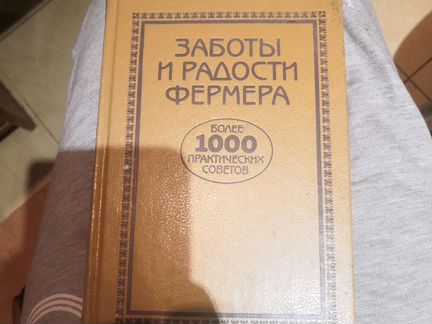 ЗАБОТЫ
И РАДОСТИ
ФЕРМЕРА
БОЛЕЕ
1000
ПРАКТИЧЕСКИХ
СОВЕТОВ